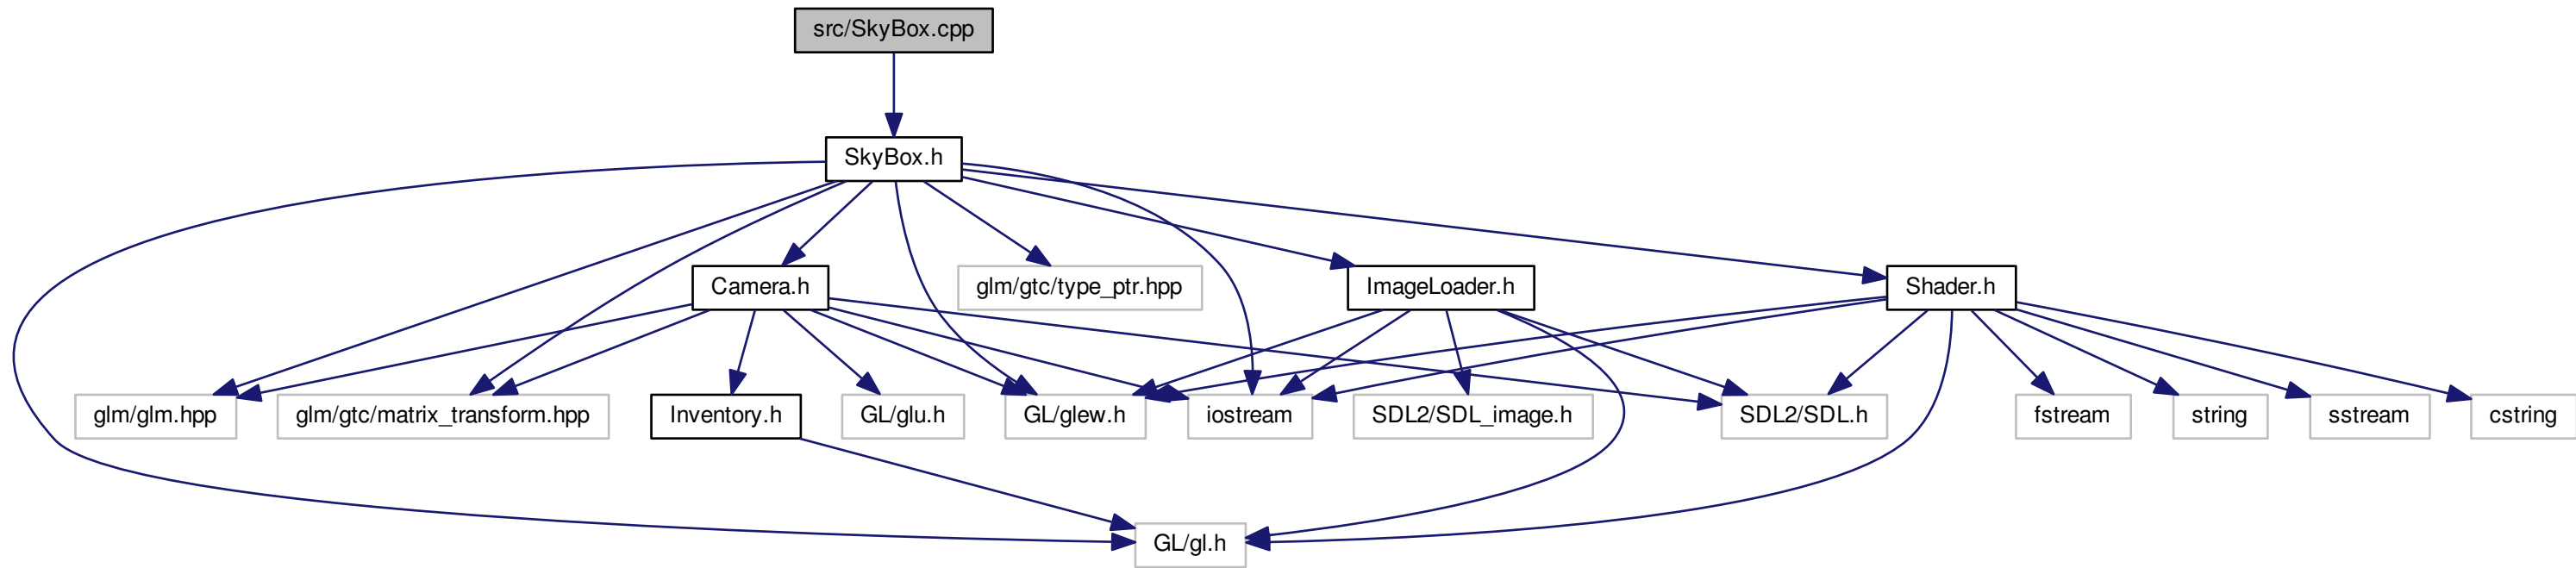 src/SkyBox.cpp
SkyBox.h
Camera.h
glm/gtc/type_ptr.hpp
ImageLoader.h
Shader.h
glm/glm.hpp
glm/gtc/matrix_transform.hpp
Inventory.h
GL/glu.h
GL/glew.h
iostream
SDL2/SDL_image.h
SDL2/SDL.h
fstream
string
sstream
cstring
GL/gl.h